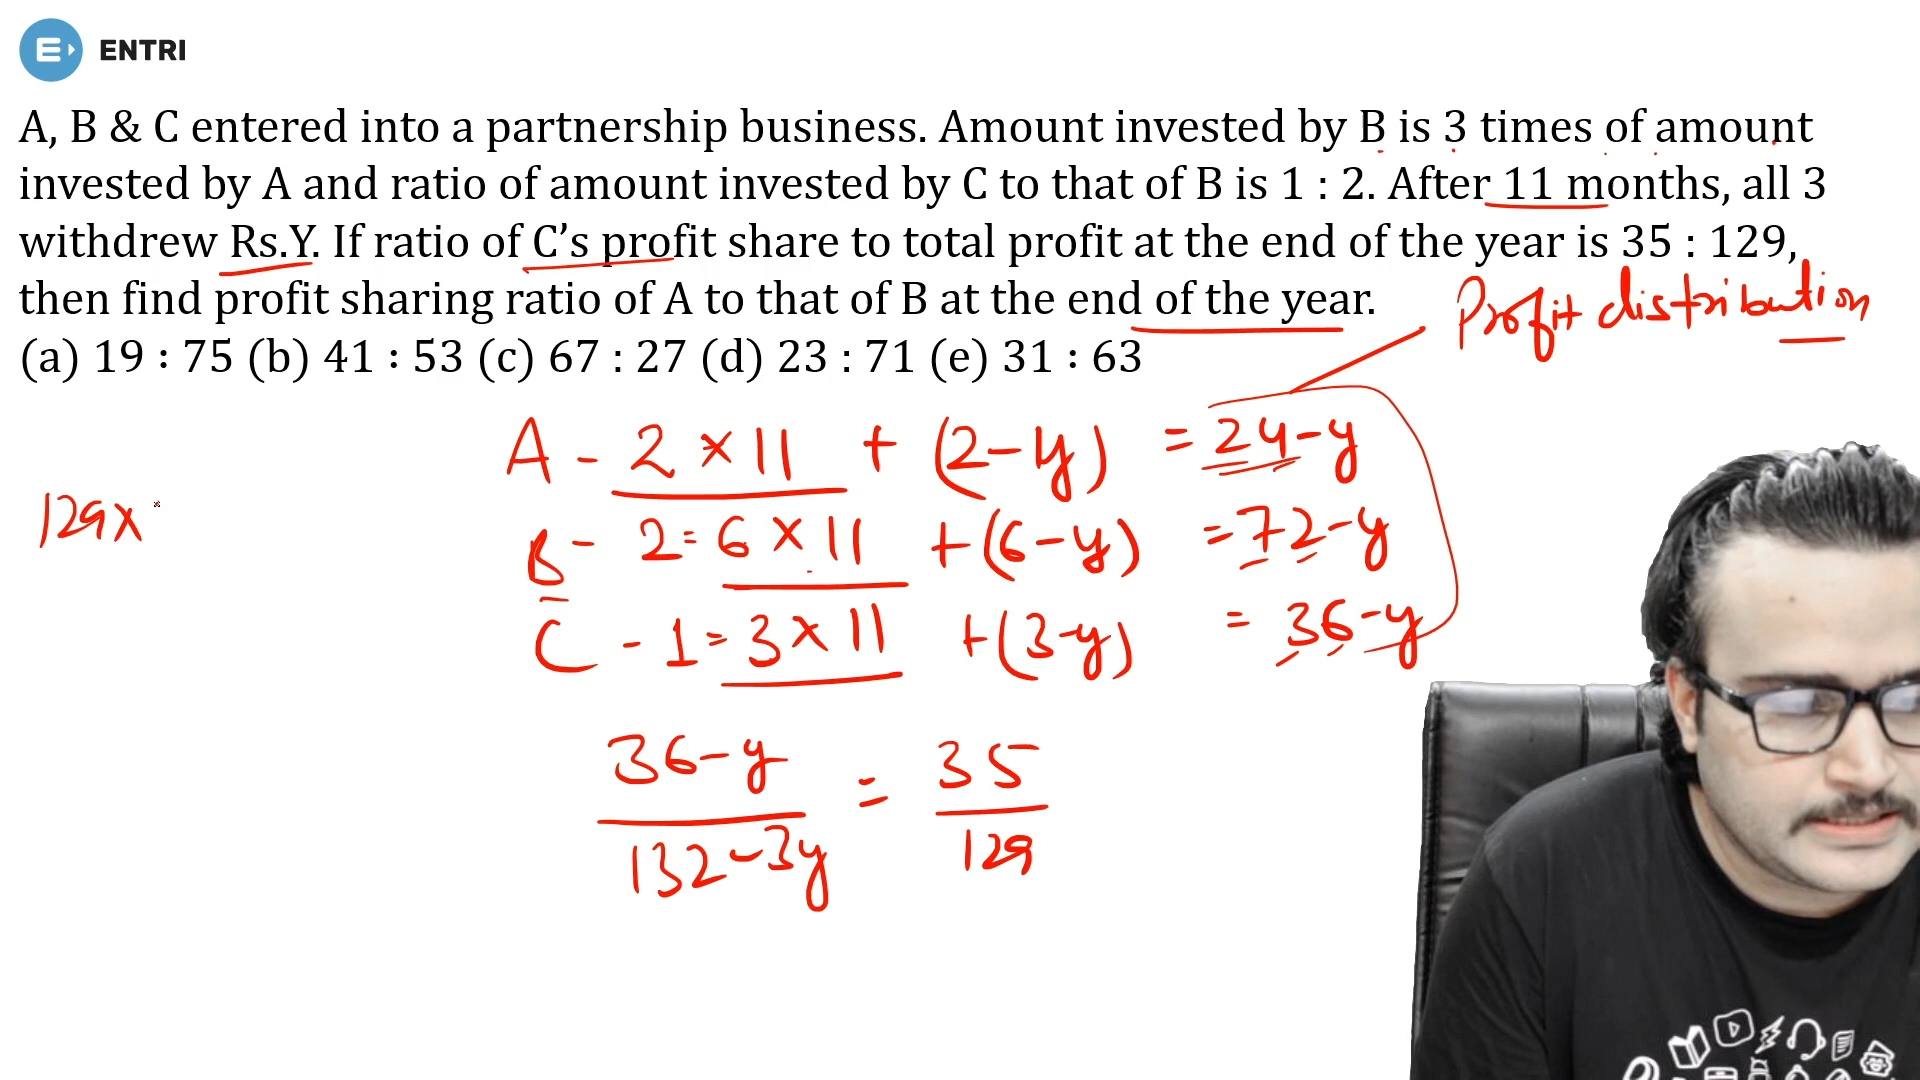 ENTRI
A, B & C entered into a partnership business. Amount invested by B is 3 times of amount
invested by A and ratio of amount invested by C to that of B is 1 : 2. After 11 months, all 3
withdrew Rs.Y. If ratio of C’s profit share to total profit at the end of the year is 35 : 129,
then find profit sharing ratio of A to that of B at the end of the year.
Profit distribution
(a) 19 : 75 (b) 41 : 53 (c) 67 : 27 (d) 23 : 71 (e) 31 : 63
A - 2 × 11 + (2-y) = 24-y
129x
B - 2 = 6 × 11 + (6-y) = 72-y
C - 1 = 3 × 11 + (3-y) = 36-y
36-y = 35
132-3y 129